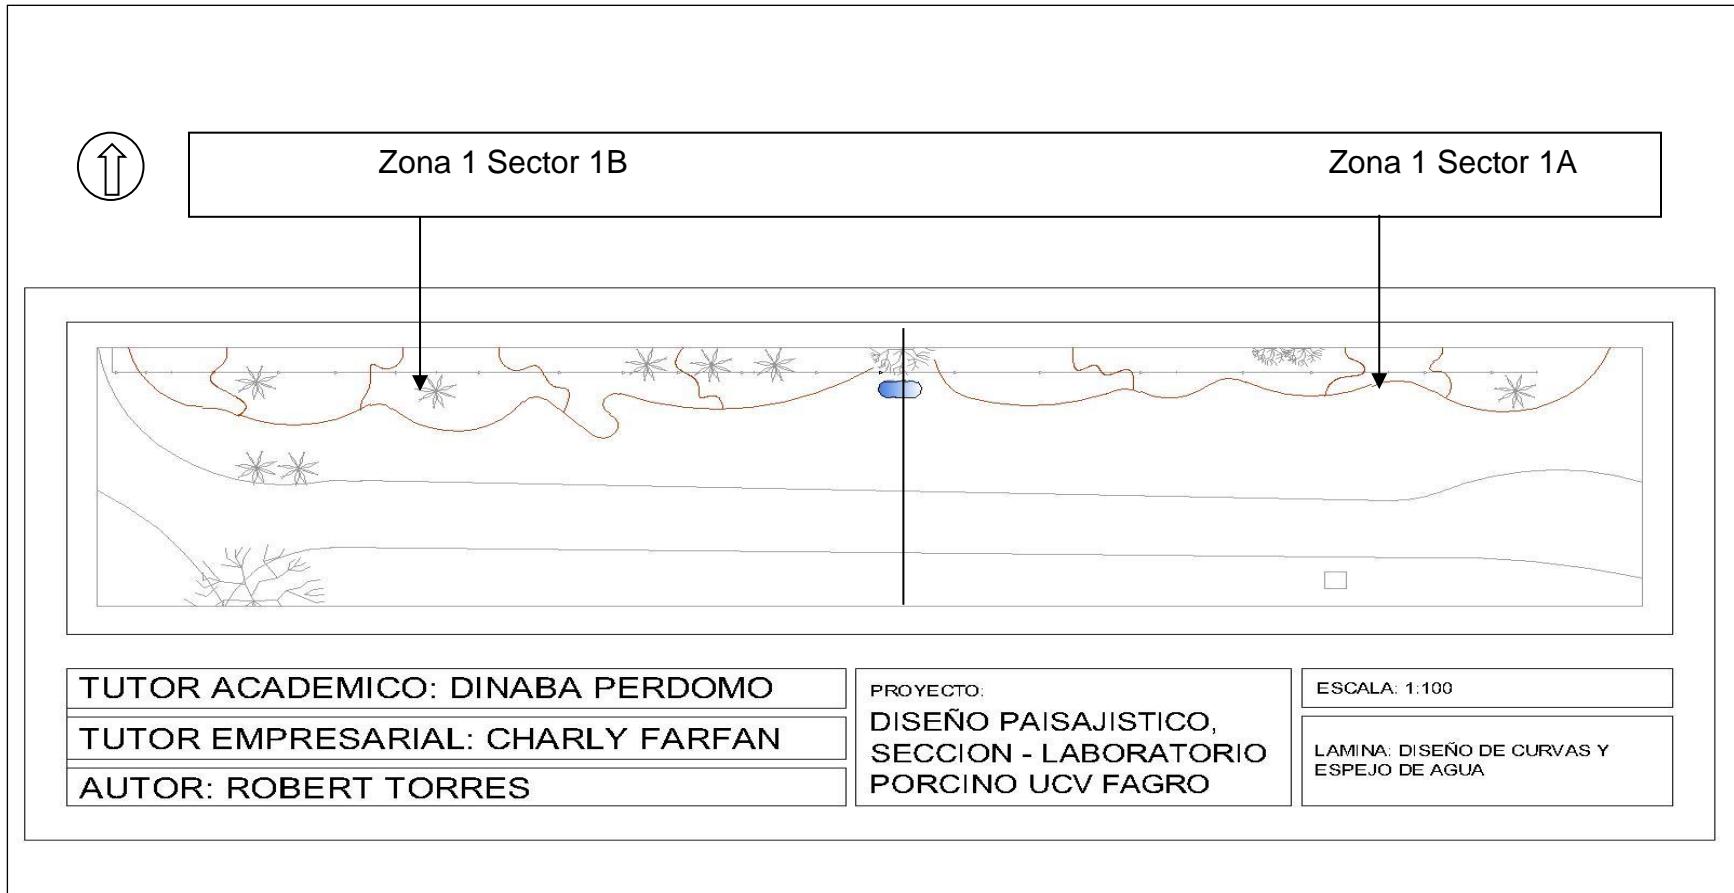 Zona 1 Sector 1B
Zona 1 Sector 1A
TUTOR ACADEMICO: DINABA PERDOMO
TUTOR EMPRESARIAL: CHARLY FARFAN
AUTOR: ROBERT TORRES
PROYECTO:
DISEÑO PAISAJISTICO,
SECCION - LABORATORIO
PORCINO UCV FAGRO
ESCALA: 1:100
LAMINA: DISEÑO DE CURVAS Y
ESPEJO DE AGUA